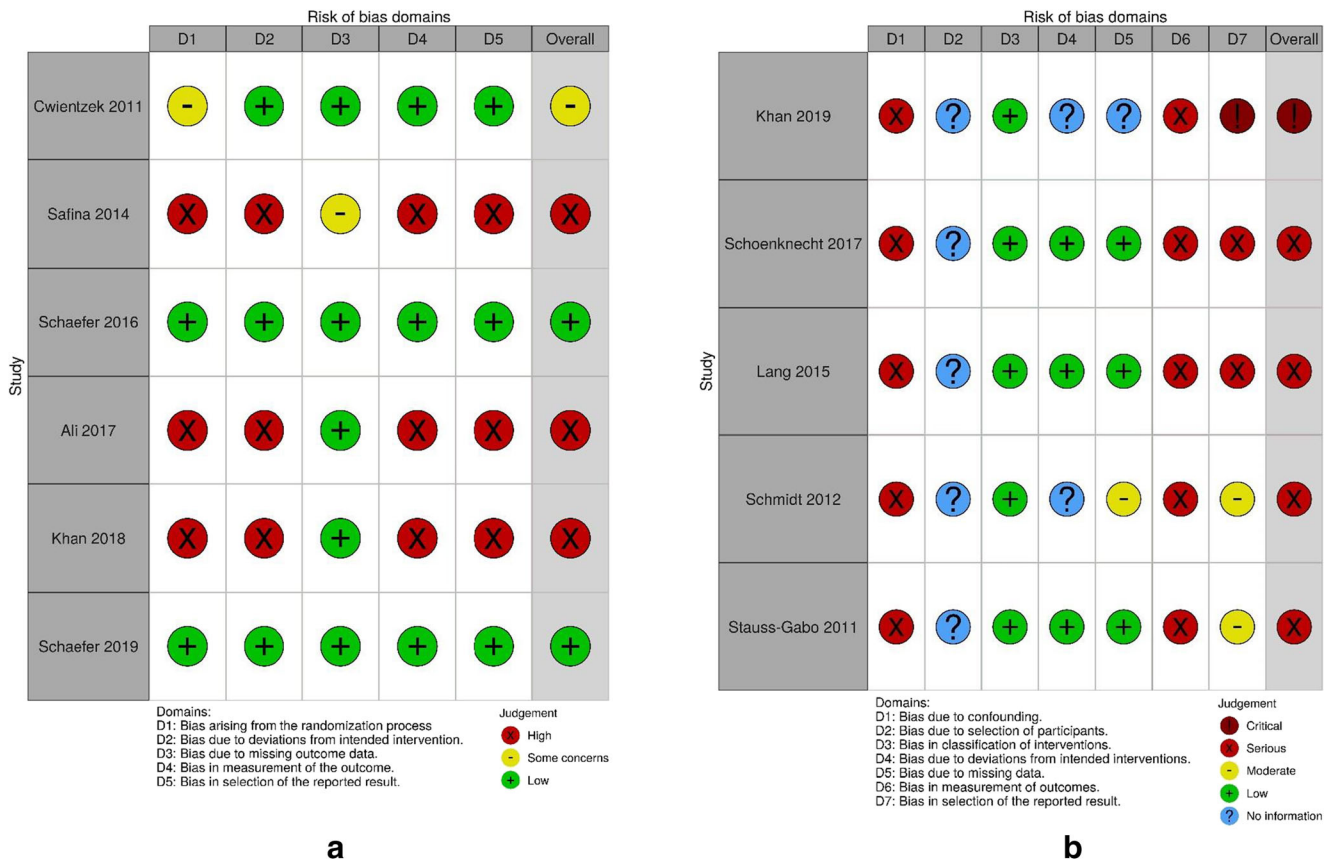 Risk of bias domains
D1 D2 D3 D4 D5 Overall
Study
Cwientzek 2011 - + + + + -
Safina 2014 X X - X X X
Schaefer 2016 + + + + + +
Ali 2017 X X + X X X
Khan 2018 X X + X X X
Schaefer 2019 + + + + + +
Domains:
D1: Bias arising from the randomization process
D2: Bias due to deviations from intended intervention.
D3: Bias due to missing outcome data.
D4: Bias in measurement of the outcome.
D5: Bias in selection of the reported result.
Judgement
X High
- Some concerns
+ Low
a
Risk of bias domains
D1 D2 D3 D4 D5 D6 D7 Overall
Study
Khan 2019 X ? + ? ? X ! !
Schoenknecht 2017 X ? + + + X X X
Lang 2015 X ? + + + X X X
Schmidt 2012 X ? + ? - X - X
Stauss-Gabo 2011 X ? + + + X - X
Domains:
D1: Bias due to confounding.
D2: Bias due to selection of participants.
D3: Bias in classification of interventions.
D4: Bias due to deviations from intended interventions.
D5: Bias due to missing data.
D6: Bias in measurement of outcomes.
D7: Bias in selection of the reported result.
Judgement
! Critical
X Serious
- Moderate
+ Low
? No information
b